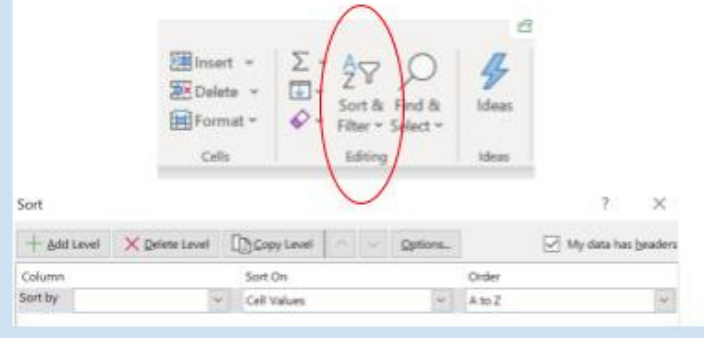 Insert
Delete
Format
Cells
Σ
A
Z
Sort &
Filter
Find &
Select
Editing
Ideas
Ideas
Sort ?
Add Level Delete Level Copy Level Options... My data has headers
Column Sort On Order
Sort by Cell Values A to Z